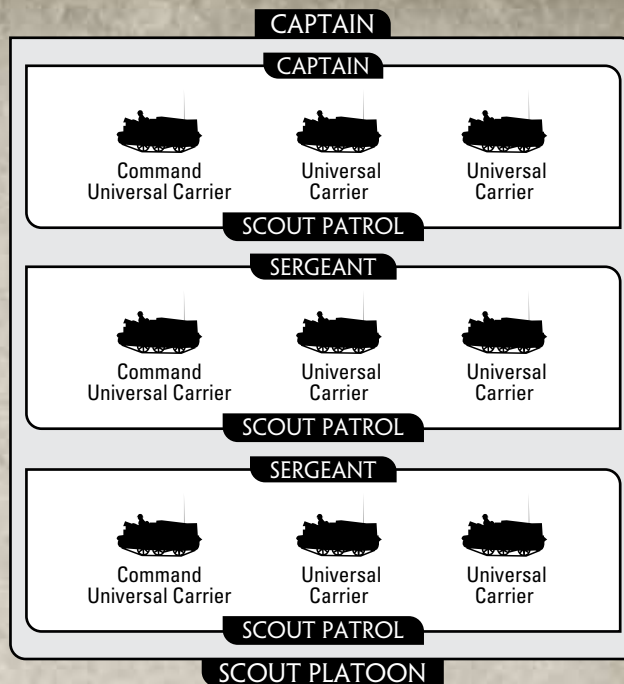 CAPTAIN
CAPTAIN
Command
Universal Carrier
Universal
Carrier
Universal
Carrier
SCOUT PATROL
SERGEANT
Command
Universal Carrier
Universal
Carrier
Universal
Carrier
SCOUT PATROL
SERGEANT
Command
Universal Carrier
Universal
Carrier
Universal
Carrier
SCOUT PATROL
SCOUT PLATOON